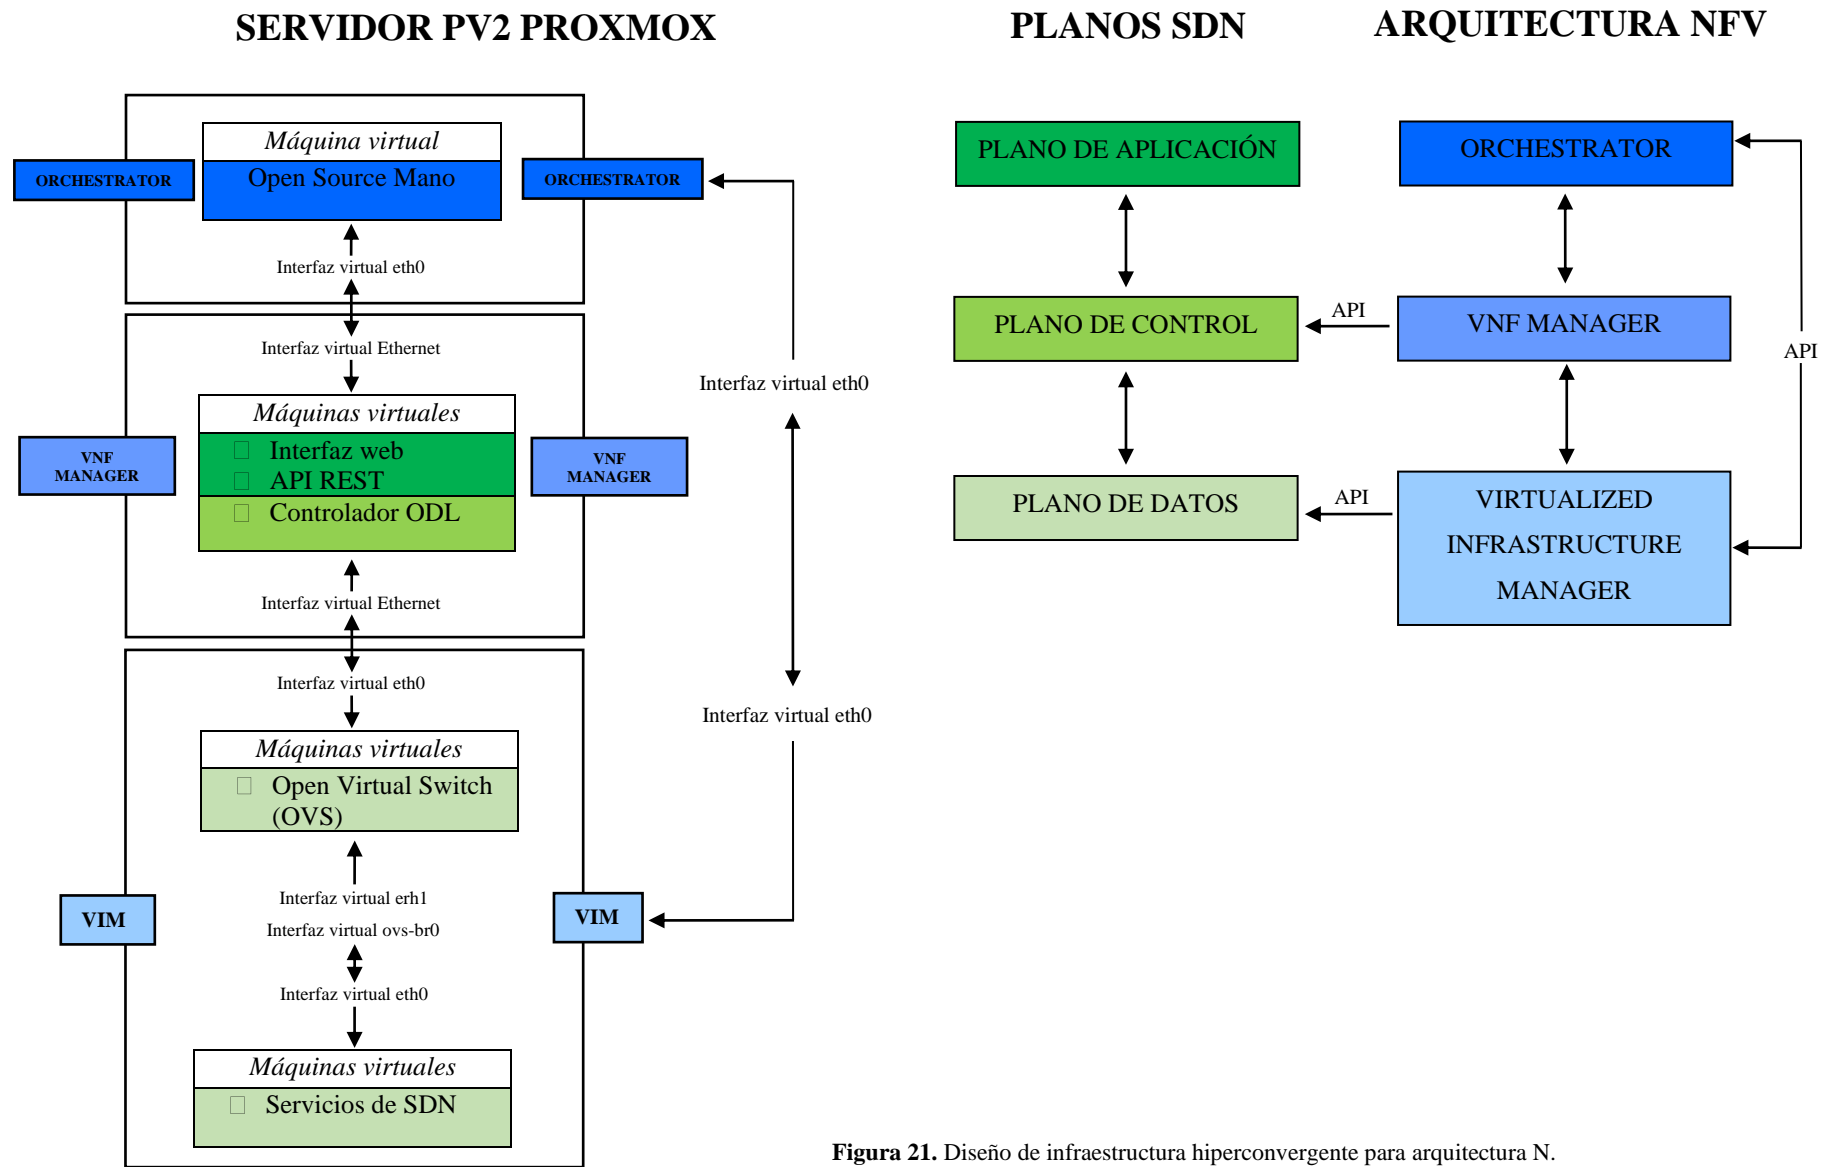 SERVIDOR PV2 PROXMOX
PLANOS SDN
ARQUITECTURA NFV
Máquina virtual
Open Source Mano
ORCHESTRATOR
ORCHESTRATOR
Interfaz virtual eth0
Interfaz virtual Ethernet
Máquinas virtuales
Interfaz web
API REST
Controlador ODL
VNF
MANAGER
VNF
MANAGER
Interfaz virtual Ethernet
Interfaz virtual eth0
Máquinas virtuales
Open Virtual Switch
(OVS)
Interfaz virtual erh1
Interfaz virtual ovs-br0
Interfaz virtual eth0
VIM
VIM
Máquinas virtuales
Servicios de SDN
Interfaz virtual eth0
Interfaz virtual eth0
PLANO DE APLICACIÓN
PLANO DE CONTROL
PLANO DE DATOS
API
API
ORCHESTRATOR
VNF MANAGER
VIRTUALIZED
INFRASTRUCTURE
MANAGER
API
Figura 21. Diseño de infraestructura hiperconvergente para arquitectura N.